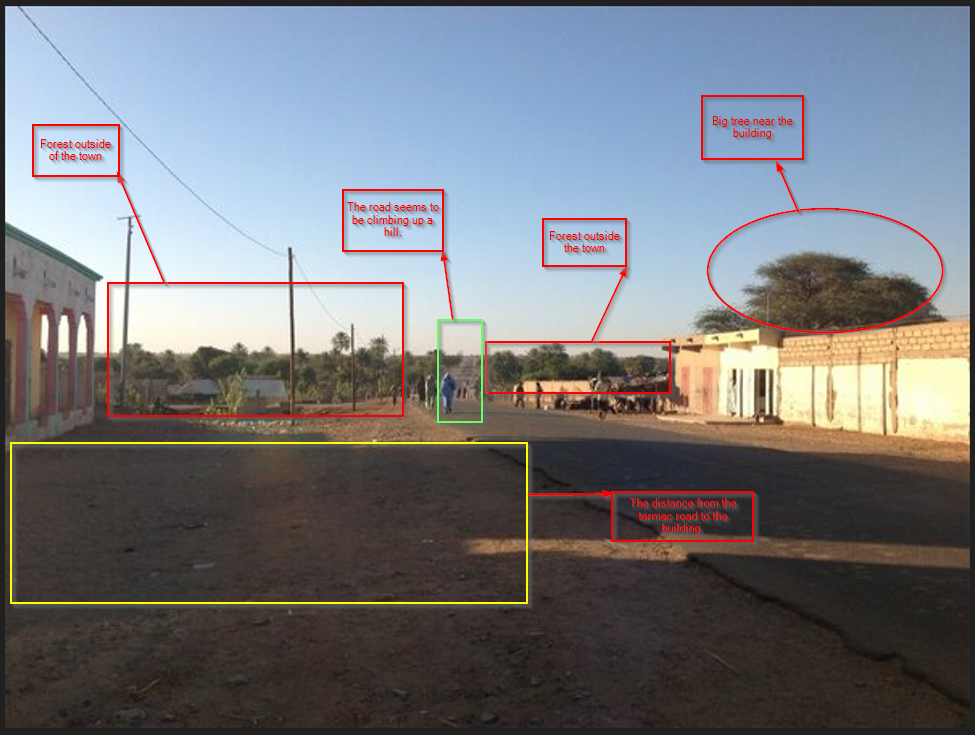 Forest outside
of the town
The road seems to
be climbing up a
hill.
Forest outside
the town
Big tree near the
building
The distance from the
tarmac road to the
building.